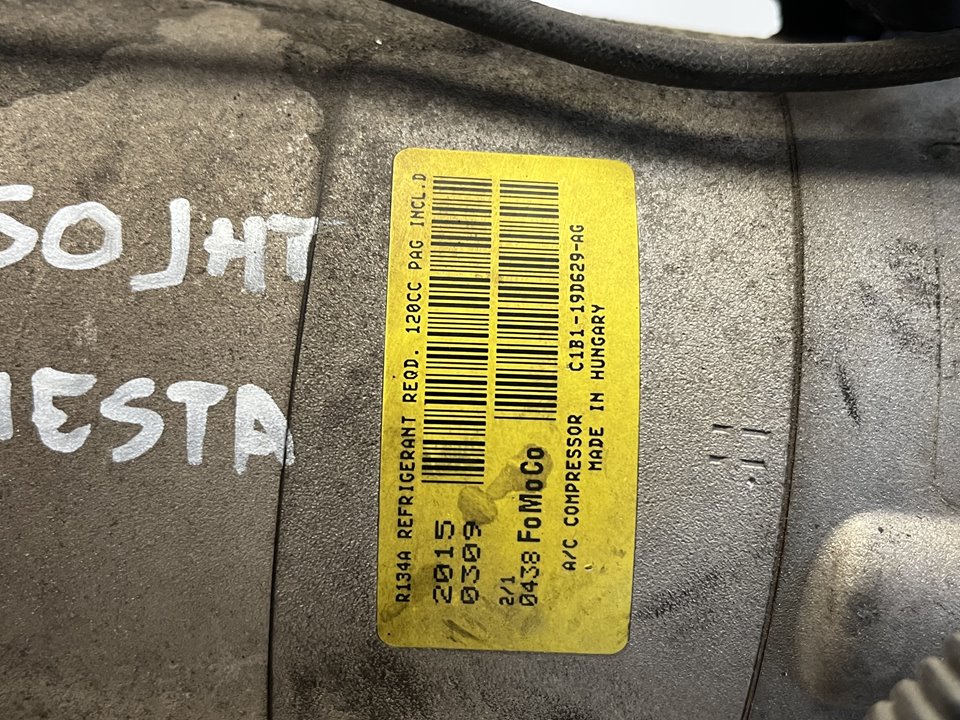 50JHT
R134A REFRIGERANT REQD. 120CC PAG INCL.D
2015
0309
2/1
0438 FoMoCo
A/C COMPRESSOR C1B1-19D629-AG
MADE IN HUNGARY